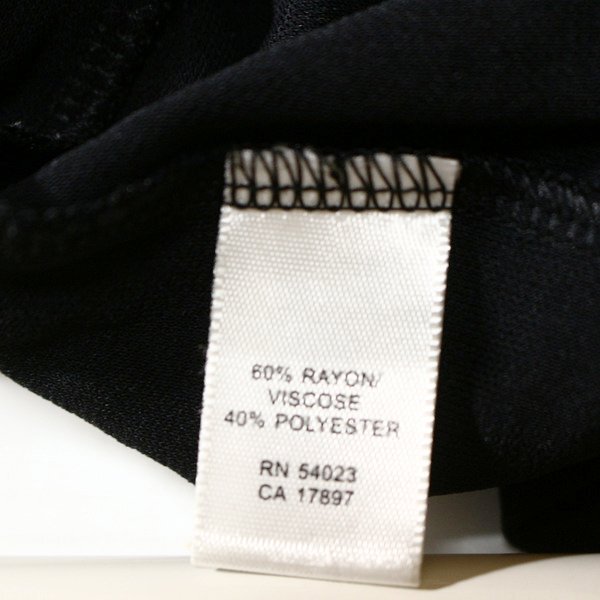 60% RAYON/
VISCOSE
40% POLYESTER
RN 54023
CA 17897